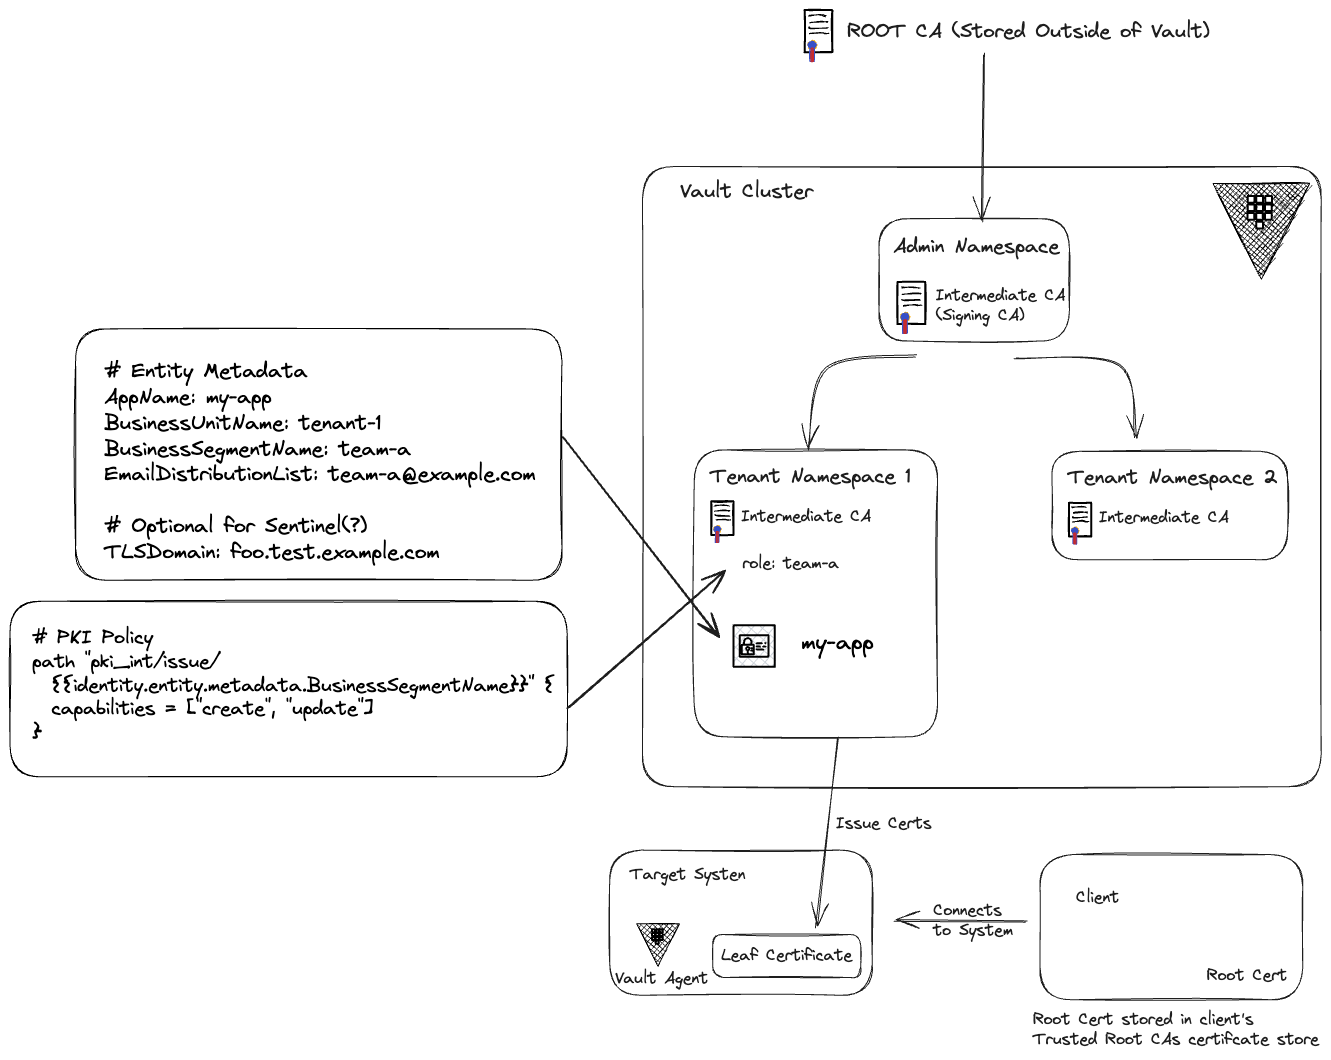 ROOT CA (Stored Outside of Vault)
Vault Cluster
Admin Namespace
Intermediate CA
(Signing CA)
# Entity Metadata
AppName: my-app
BusinessUnitName: tenant-1
BusinessSegmentName: team-a
EmailDistributionList: team-a@example.com
# Optional for Sentinel(?)
TLSDomain: foo.test.example.com
# PKI Policy
path "pki_int/issue/
{{identity.entity.metadata.BusinessSegmentName}}" {
capabilities = ["create", "update"]
}
Tenant Namespace 1
Intermediate CA
role: team-a
my-app
Tenant Namespace 2
Intermediate CA
Issue Certs
Target Systen
Vault Agent
Leaf Certificate
Connects
to System
Client
Root Cert
Root Cert stored in client's
Trusted Root CAs certifcate store